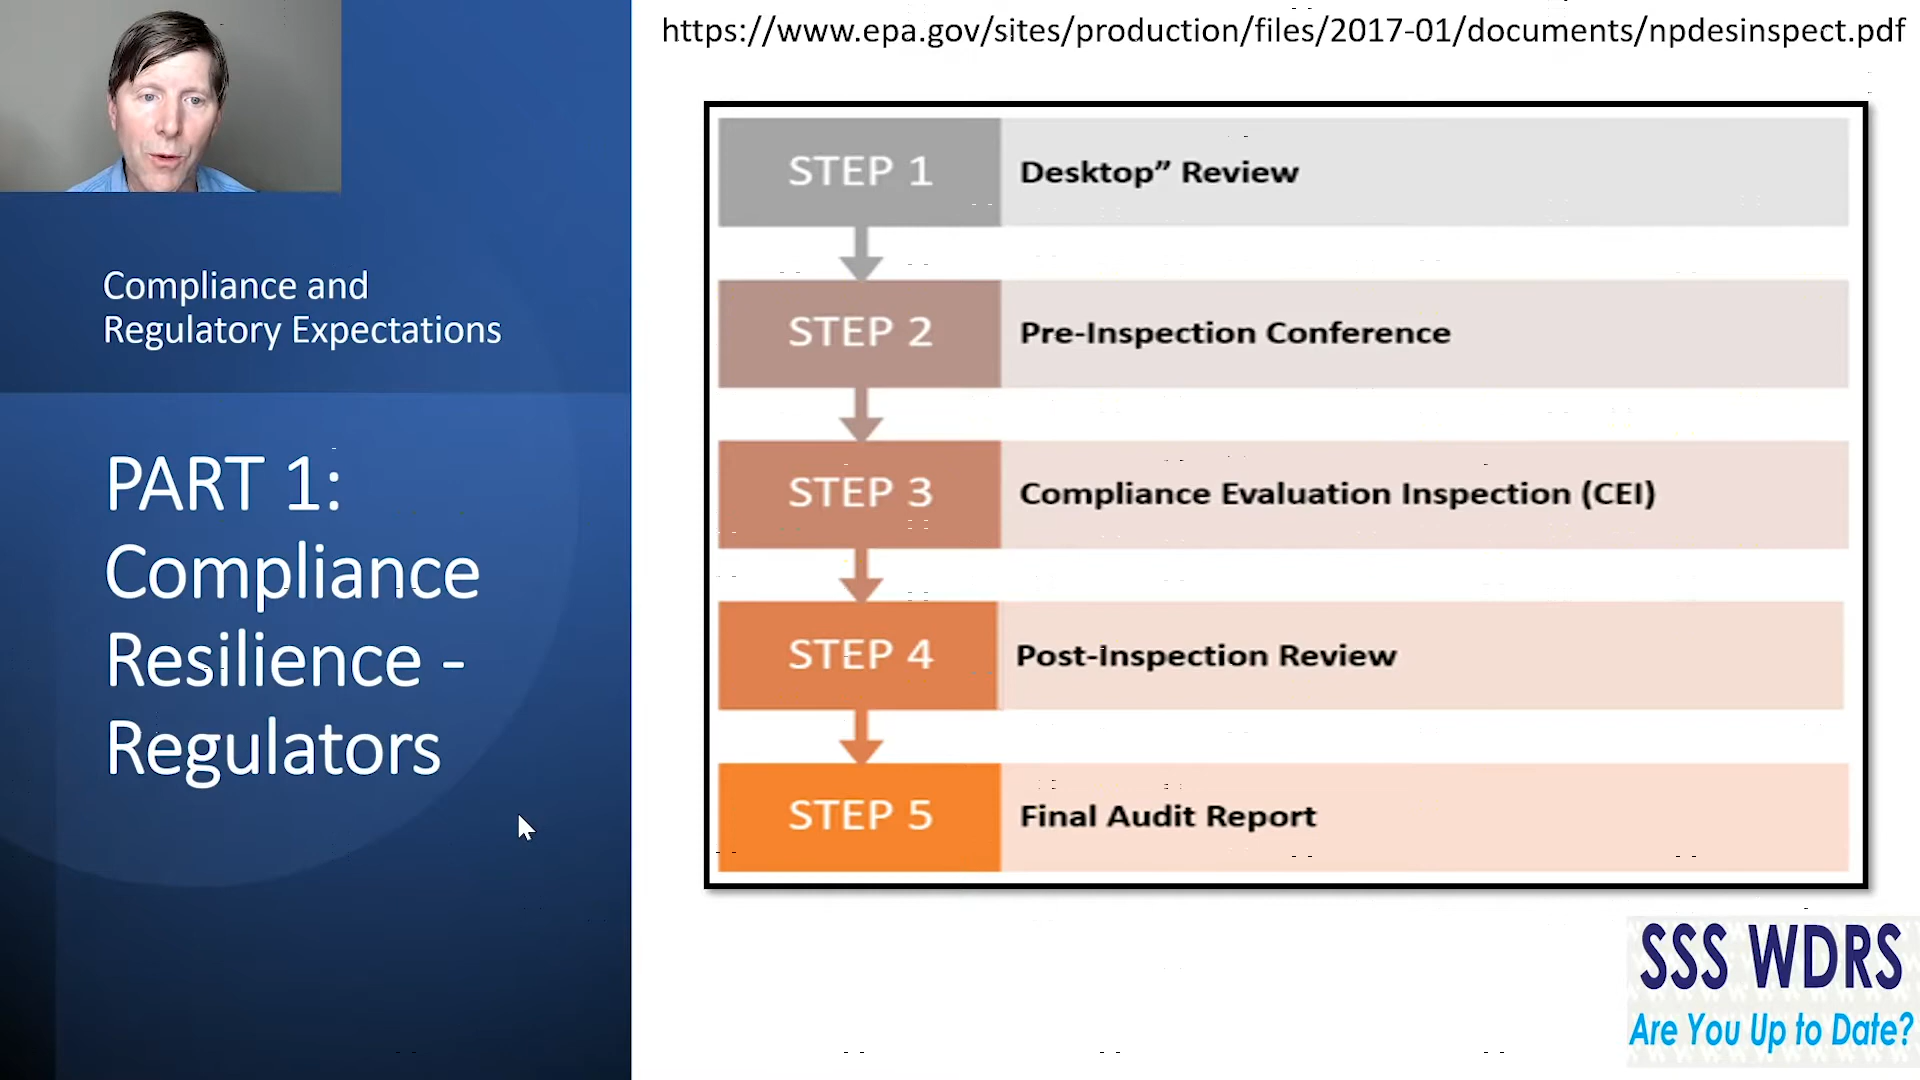 https://www.epa.gov/sites/production/files/2017-01/documents/npdesinspect.pdf
Compliance and
Regulatory Expectations
PART 1:
Compliance
Resilience -
Regulators
STEP 1 Desktop” Review
STEP 2 Pre-Inspection Conference
STEP 3 Compliance Evaluation Inspection (CEI)
STEP 4 Post-Inspection Review
STEP 5 Final Audit Report
SSS WDRS
Are You Up to Date?